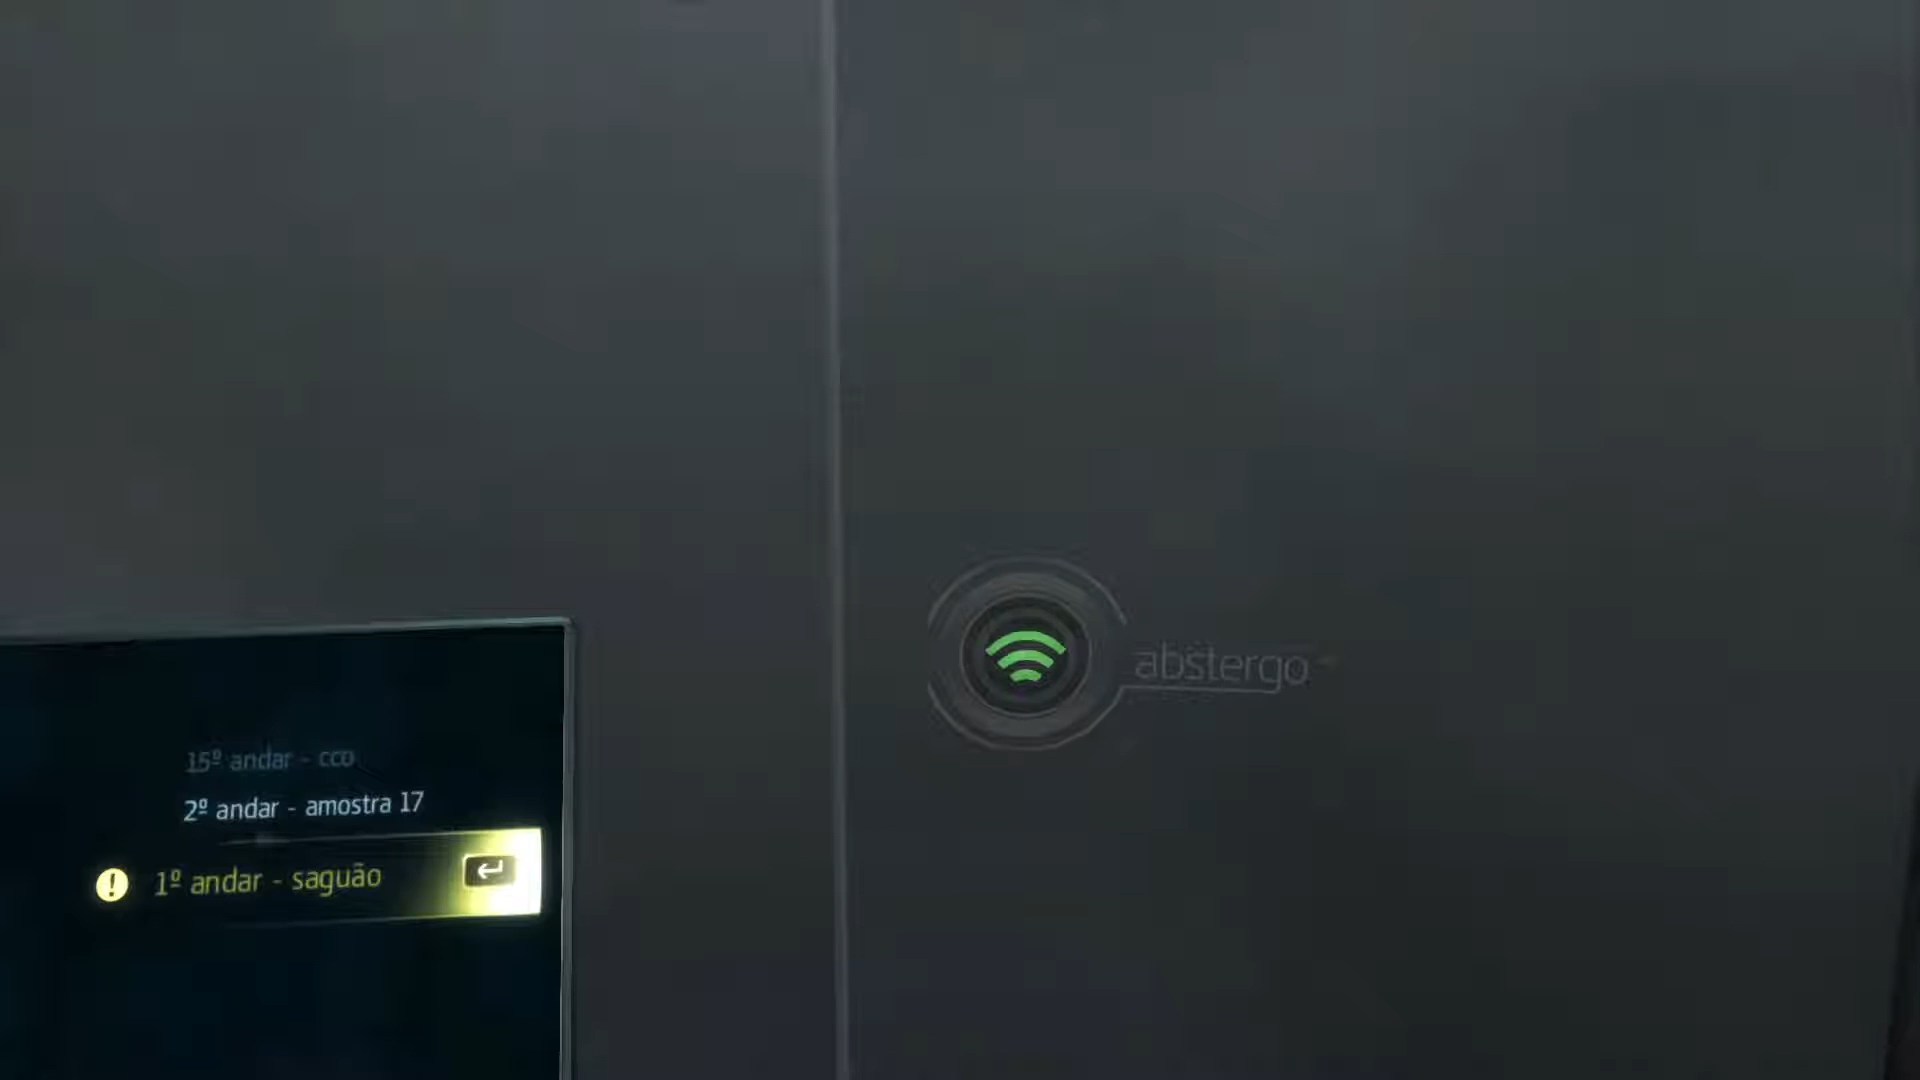 abstergo
15º andar - cco
2º andar - amostra 17
1º andar - saguão